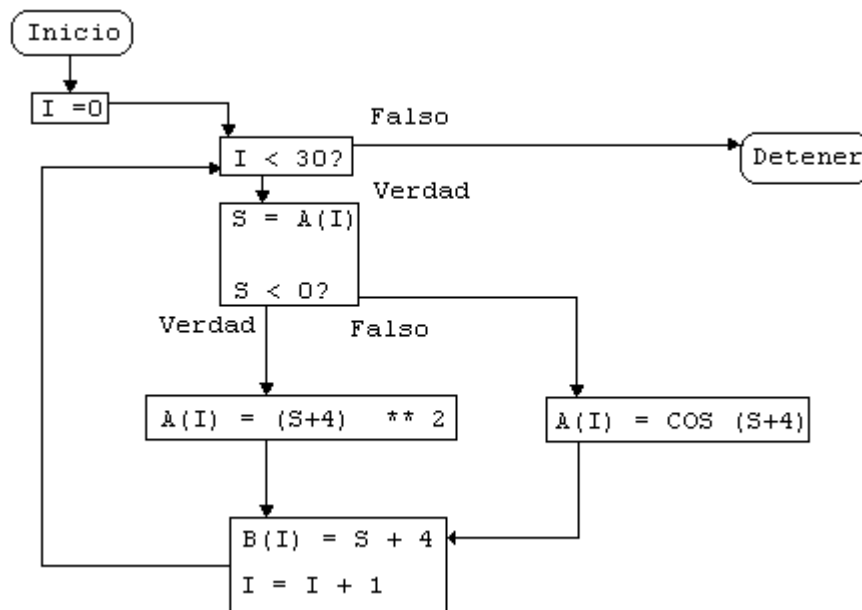 Inicio
I =0
Falso
I < 30?
Detener
Verdad
S = A(I)
S < 0?
Verdad
Falso
A(I) = (S+4)  ** 2
A(I) = COS (S+4)
B(I) = S + 4
I = I + 1